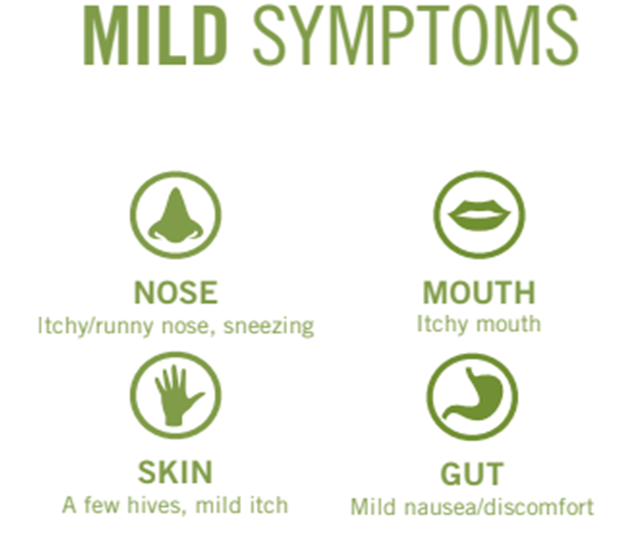 MILD SYMPTOMS
NOSE
Itchy/runny nose, sneezing
MOUTH
Itchy mouth
SKIN
A few hives, mild itch
GUT
Mild nausea/discomfort